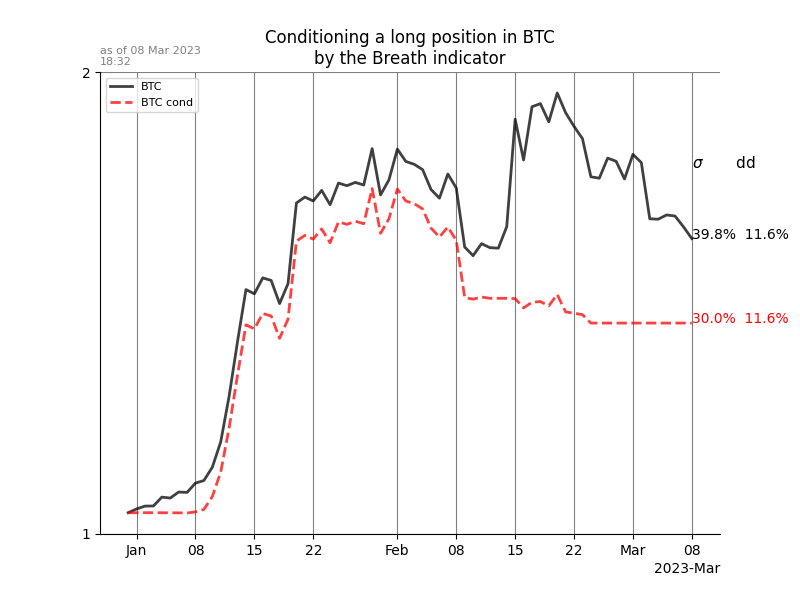 Conditioning a long position in BTC
by the Breath indicator
as of 08 Mar 2023
18:32
2
BTC
BTC cond
σ dd
39.8% 11.6%
30.0% 11.6%
1
Jan 08 15 22 Feb 08 15 22 Mar 08
2023-Mar